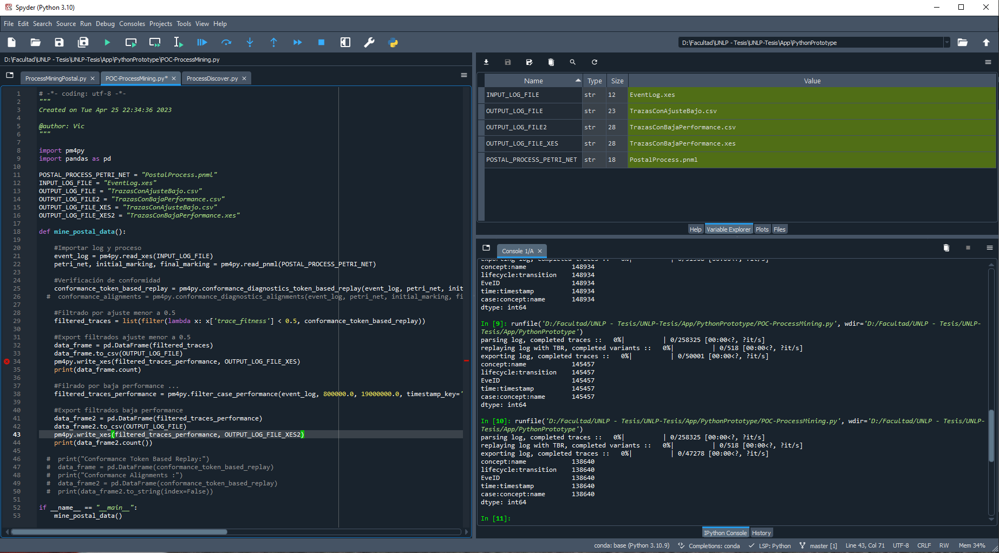 Spyder (Python 3.10)
File Edit Search Source Run Debug Consoles Projects Tools View Help
D:\Facultad\UNLP - Tesis\UNLP-Tesis\App\PythonPrototype
D:\Facultad\UNLP - Tesis\UNLP-Tesis\App\PythonPrototype\POC-ProcessMining.py
ProcessMiningPostal.py POC-ProcessMining.py* ProcessDiscover.py
1 # -*- coding: utf-8 -*-
2 """
3 Created on Tue Apr 25 22:34:36 2023
4
5 @author: Vic
6 """
7
8 import pm4py
9 import pandas as pd
10
11 POSTAL_PROCESS_PETRI_NET = "PostalProcess.pnml"
12 INPUT_LOG_FILE = "EventLog.xes"
13 OUTPUT_LOG_FILE = "TrazasConAjusteBajo.csv"
14 OUTPUT_LOG_FILE2 = "TrazasConBajaPerformance.csv"
15 OUTPUT_LOG_FILE_XES = "TrazasConAjusteBajo.csv"
16 OUTPUT_LOG_FILE_XES2 = "TrazasConBajaPerformance.xes"
17
18 def mine_postal_data():
19
20 #Importar log y proceso
21 event_log = pm4py.read_xes(INPUT_LOG_FILE)
22 petri_net, initial_marking, final_marking = pm4py.read_pnml(POSTAL_PROCESS_PETRI_NET)
23
24 #Verificación de conformidad
25 conformance_token_based_replay = pm4py.conformance_diagnostics_token_based_replay(event_log, petri_net, init
26 # conformance_alignments = pm4py.conformance_diagnostics_alignments(event_log, petri_net, initial_marking, fi
27
28 #Filtrado por ajuste menor a 0.5
29 filtered_traces = list(filter(lambda x: x['trace_fitness'] < 0.5, conformance_token_based_replay))
30
31 #Export filtrados ajuste menor a 0.5
32 data_frame = pd.DataFrame(filtered_traces)
33 data_frame.to_csv(OUTPUT_LOG_FILE)
34 pm4py.write_xes(filtered_traces_performance, OUTPUT_LOG_FILE_XES)
35 print(data_frame.count)
36
37 #Filrado por baja performance ...
38 filtered_traces_performance = pm4py.filter_case_performance(event_log, 800000.0, 19000000.0, timestamp_key='
39
40 #Export filtrados baja performance
41 data_frame2 = pd.DataFrame(filtered_traces_performance)
42 data_frame2.to_csv(OUTPUT_LOG_FILE)
43 pm4py.write_xes(filtered_traces_performance, OUTPUT_LOG_FILE_XES2)
44 print(data_frame2.count())
45
46 # print("Conformance Token Based Replay:")
47 # data_frame = pd.DataFrame(conformance_token_based_replay)
48 # print("Conformance Alignments :")
49 # data_frame2 = pd.DataFrame(conformance_token_based_replay)
50 # print(data_frame2.to_string(index=False))
51
52 if __name__ == "__main__":
53 mine_postal_data()
Name Type Size Value
INPUT_LOG_FILE str 12 EventLog.xes
OUTPUT_LOG_FILE str 23 TrazasConAjusteBajo.csv
OUTPUT_LOG_FILE2 str 28 TrazasConBajaPerformance.csv
OUTPUT_LOG_FILE_XES str 28 TrazasConBajaPerformance.xes
POSTAL_PROCESS_PETRI_NET str 18 PostalProcess.pnml
Help Variable Explorer Plots Files
Console 1/A
exporting log, completed traces :: 0%| | 0/51508 [00:00<?, ?it/s]
concept:name 148934
lifecycle:transition 148934
EveID 148934
time:timestamp 148934
case:concept:name 148934
dtype: int64
In [9]: runfile('D:/Facultad/UNLP - Tesis/UNLP-Tesis/App/PythonPrototype/POC-ProcessMining.py', wdir='D:/Facultad/UNLP - Tesis/UNLP-
Tesis/App/PythonPrototype')
parsing log, completed traces :: 0%| | 0/258325 [00:00<?, ?it/s]
replaying log with TBR, completed variants :: 0%| | 0/518 [00:00<?, ?it/s]
exporting log, completed traces :: 0%| | 0/50001 [00:00<?, ?it/s]
concept:name 145457
lifecycle:transition 145457
EveID 145457
time:timestamp 145457
case:concept:name 145457
dtype: int64
In [10]: runfile('D:/Facultad/UNLP - Tesis/UNLP-Tesis/App/PythonPrototype/POC-ProcessMining.py', wdir='D:/Facultad/UNLP - Tesis/UNLP-
Tesis/App/PythonPrototype')
parsing log, completed traces :: 0%| | 0/258325 [00:00<?, ?it/s]
replaying log with TBR, completed variants :: 0%| | 0/518 [00:00<?, ?it/s]
exporting log, completed traces :: 0%| | 0/47278 [00:00<?, ?it/s]
concept:name 138640
lifecycle:transition 138640
EveID 138640
time:timestamp 138640
case:concept:name 138640
dtype: int64
In [11]:
IPython Console History
conda: base (Python 3.10.9) Completions: conda LSP: Python master [1] Line 43, Col 71 UTF-8 CRLF RW Mem 34%